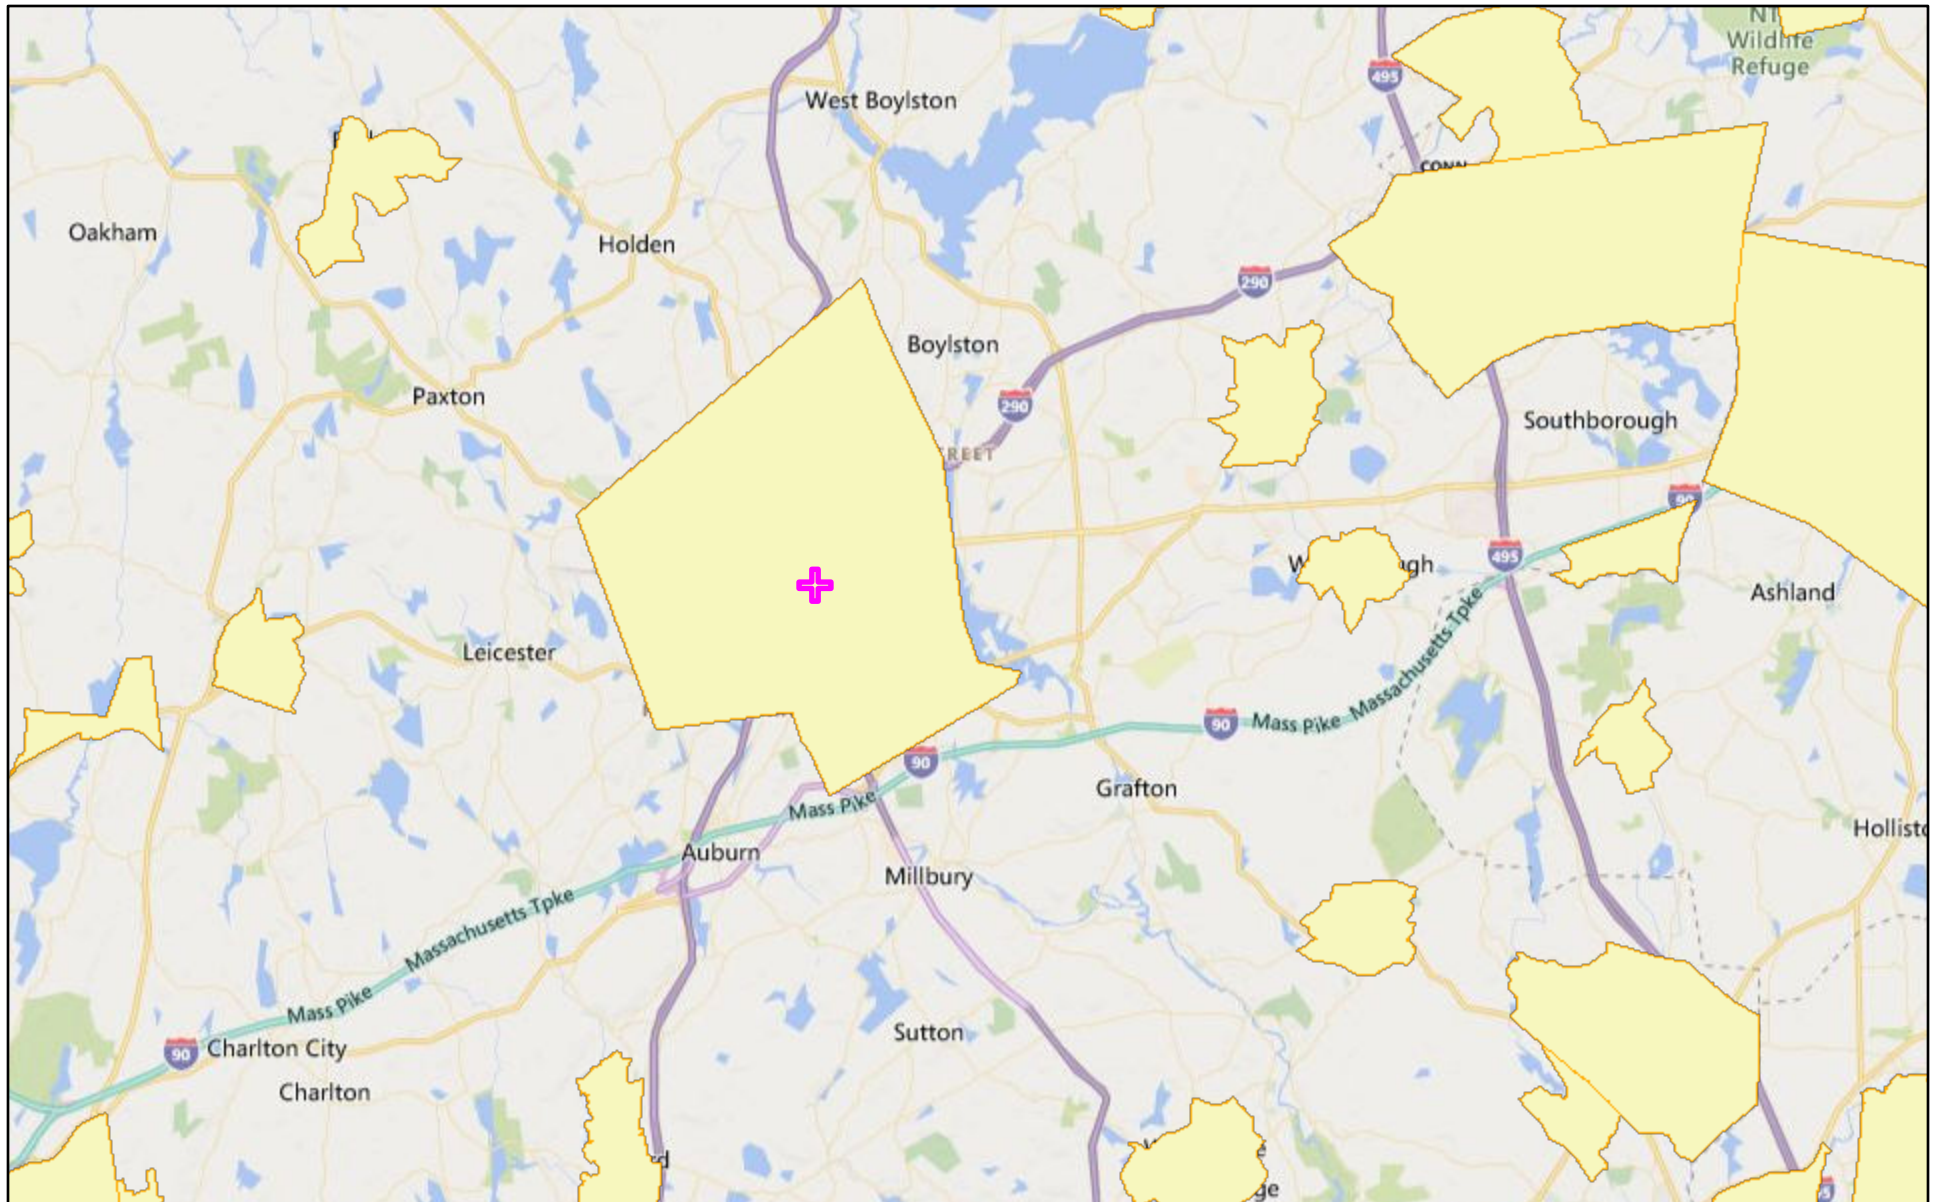 NT
Wildlife
Refuge
495
West Boylston
CONN
Oakham
Holden
290
Boylston
290
Paxton
REET
Southborough
90
495
Ashland
Leicester
Massachusetts Tpke
90
Mass Pike
90
Mass Pike
Grafton
Auburn
Millbury
Massachusetts Tpke
Mass Pike
Sutton
90
Charlton City
Charlton